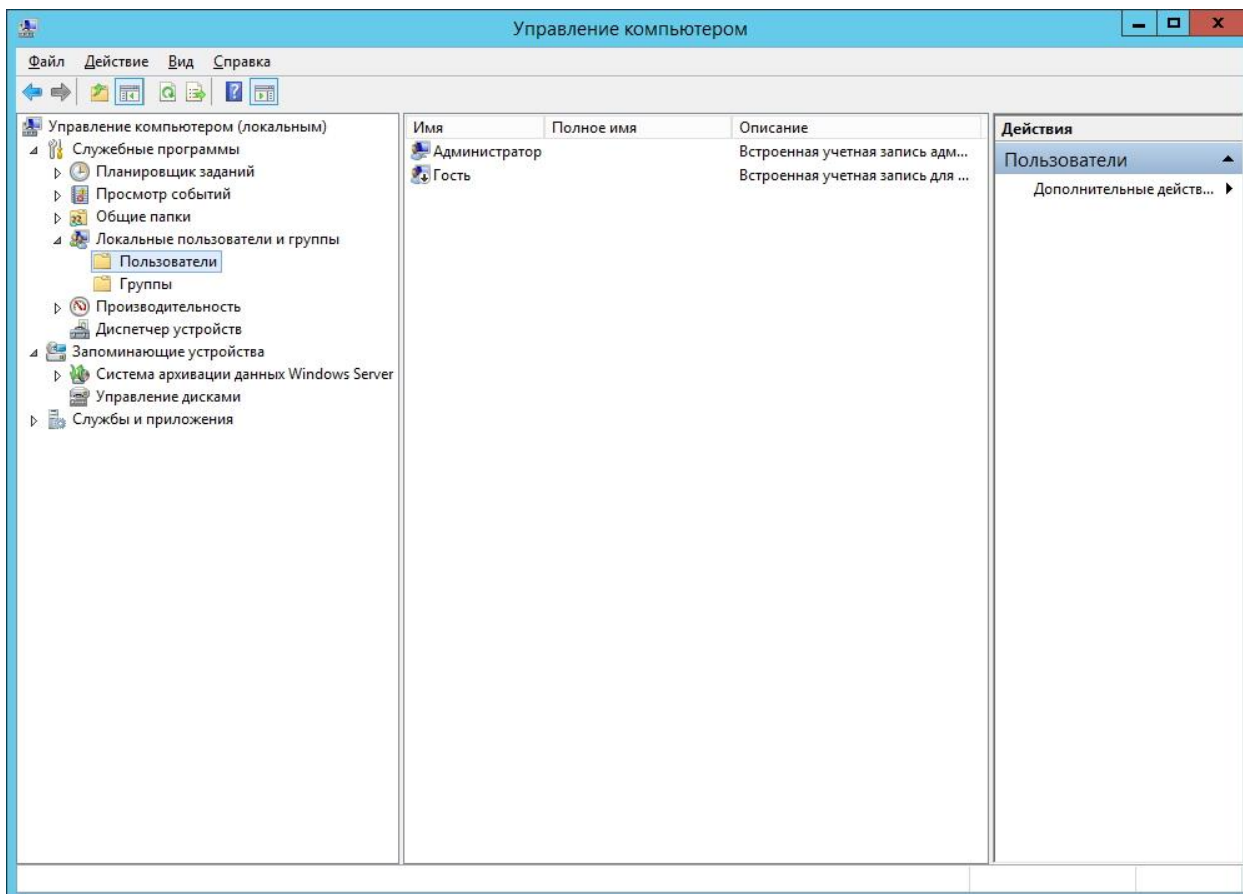 Управление компьютером
Файл Действие Вид Справка
Управление компьютером (локальным)
Служебные программы
Планировщик заданий
Просмотр событий
Общие папки
Локальные пользователи и группы
Пользователи
Группы
Производительность
Диспетчер устройств
Запоминающие устройства
Система архивации данных Windows Server
Управление дисками
Службы и приложения
Имя Полное имя Описание
Администратор Встроенная учетная запись адм...
Гость Встроенная учетная запись для ...
Действия
Пользователи
Дополнительные действ...